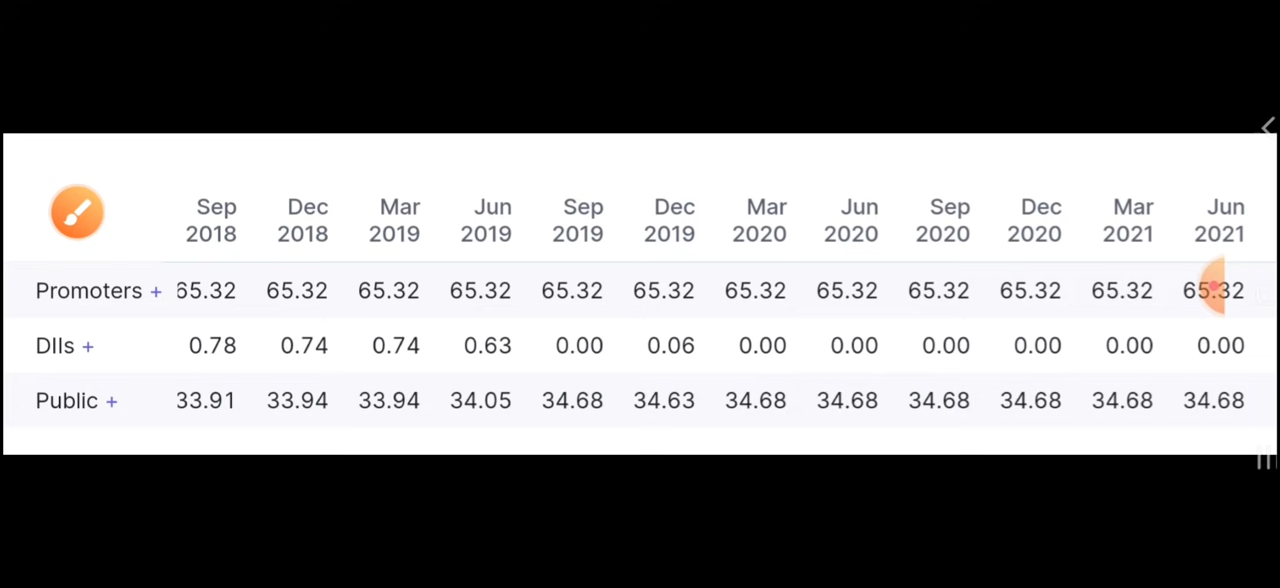 Sep Dec Mar Jun Sep Dec Mar Jun Sep Dec Mar Jun
2018 2018 2019 2019 2019 2019 2020 2020 2020 2020 2021 2021
Promoters + 65.32 65.32 65.32 65.32 65.32 65.32 65.32 65.32 65.32 65.32 65.32 65.32
DIIs + 0.78 0.74 0.74 0.63 0.00 0.06 0.00 0.00 0.00 0.00 0.00 0.00
Public + 33.91 33.94 33.94 34.05 34.68 34.63 34.68 34.68 34.68 34.68 34.68 34.68